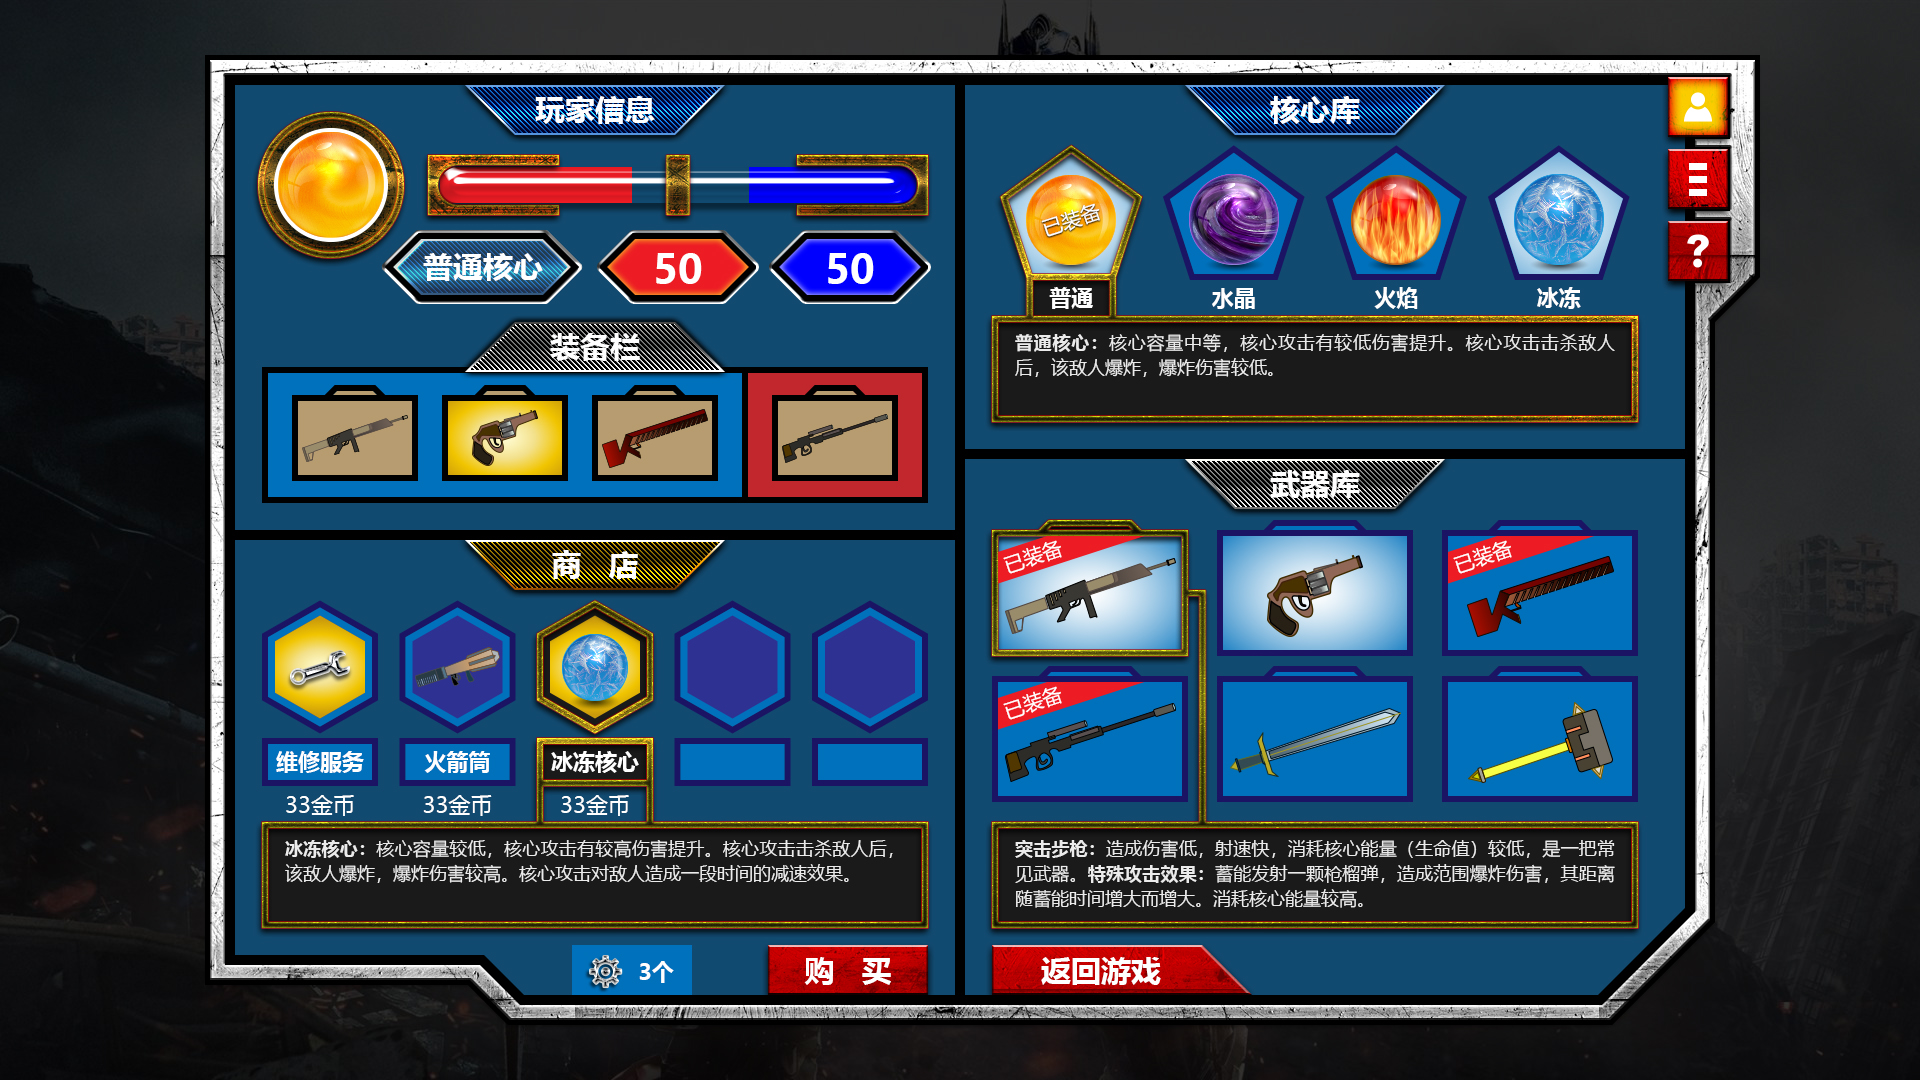 玩家信息
普通核心
50
50
装备栏
商 店
维修服务
火箭筒
冰冻核心
33金币
33金币
33金币
冰冻核心：核心容量较低，核心攻击有较高伤害提升。核心攻击击杀敌人后，
该敌人爆炸，爆炸伤害较高。核心攻击对敌人造成一段时间的减速效果。
3个
购 买
核心库
已装备
普通
水晶
火焰
冰冻
普通核心：核心容量中等，核心攻击有较低伤害提升。核心攻击击杀敌人
后，该敌人爆炸，爆炸伤害较低。
武器库
已装备
已装备
已装备
突击步枪：造成伤害低，射速快，消耗核心能量（生命值）较低，是一把常
见武器。特殊攻击效果：蓄能发射一颗枪榴弹，造成范围爆炸伤害，其距离
随蓄能时间增大而增大。消耗核心能量较高。
返回游戏
?